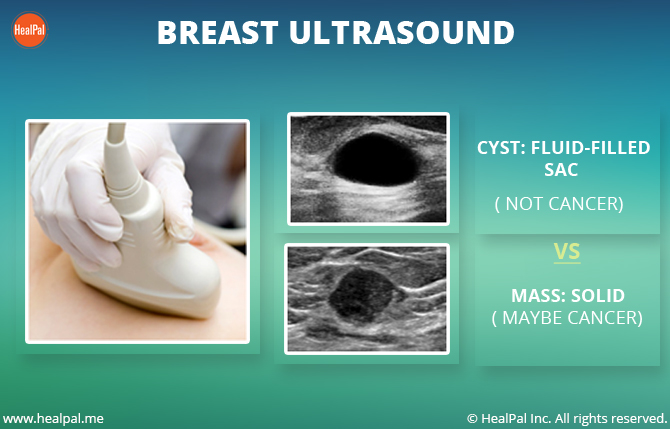 HealPal
BREAST ULTRASOUND
CYST: FLUID-FILLED
SAC
( NOT CANCER)
VS
MASS: SOLID
( MAYBE CANCER)
www.healpal.me
© HealPal Inc. All rights reserved.